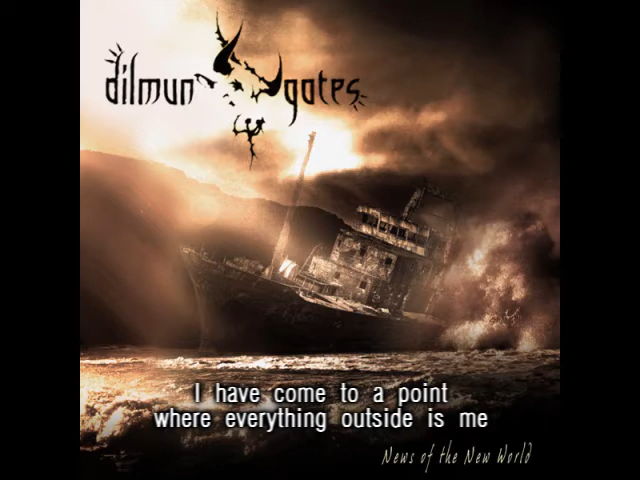 dilmun gates
I have come to a point
where everything outside is me
News of the New World